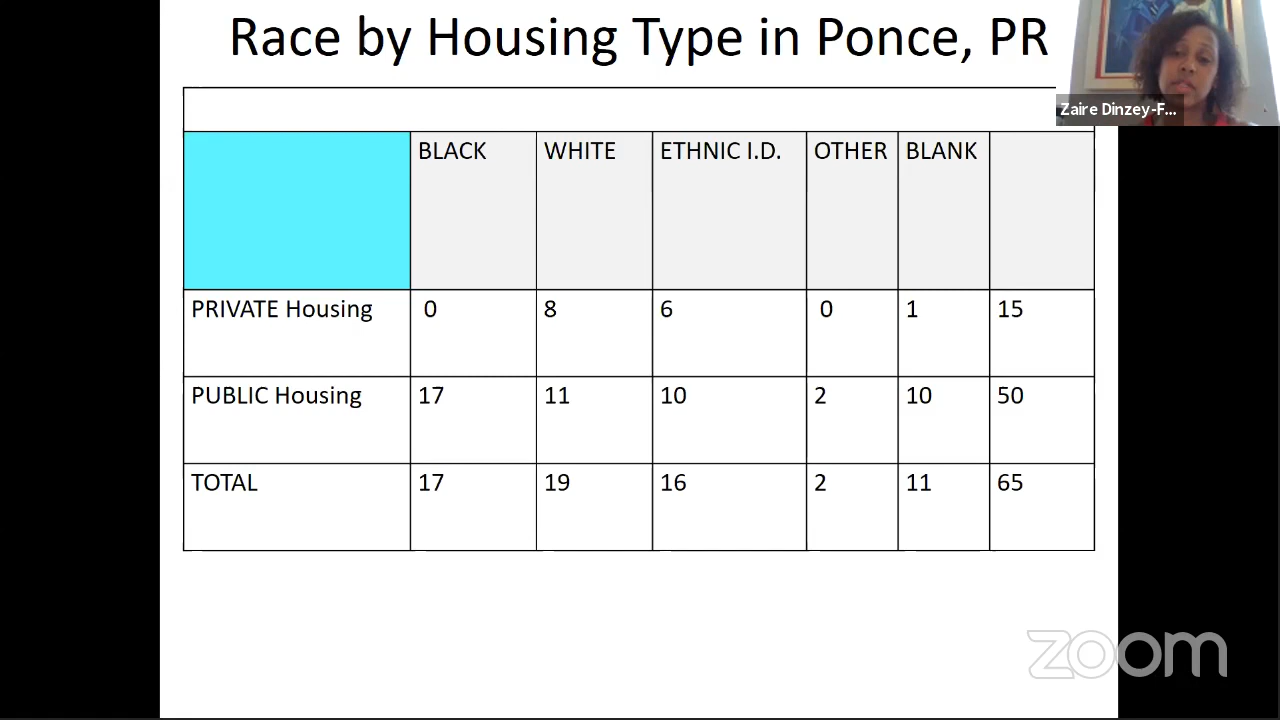 Race by Housing Type in Ponce, PR
Zaire Dinzey-F...
BLACK WHITE ETHNIC I.D. OTHER BLANK
PRIVATE Housing 0 8 6 0 1 15
PUBLIC Housing 17 11 10 2 10 50
TOTAL 17 19 16 2 11 65
zoom